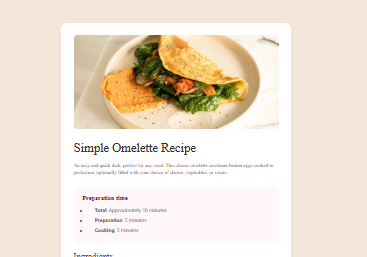 Simple Omelette Recipe
An easy and quick dish, perfect for any meal. This classic omelette combines beaten eggs cooked to
perfection, optionally filled with your choice of cheese, vegetables, or meats.
Preparation time
Total: Approximately 10 minutes
Preparation: 5 minutes
Cooking: 5 minutes
Ingredients